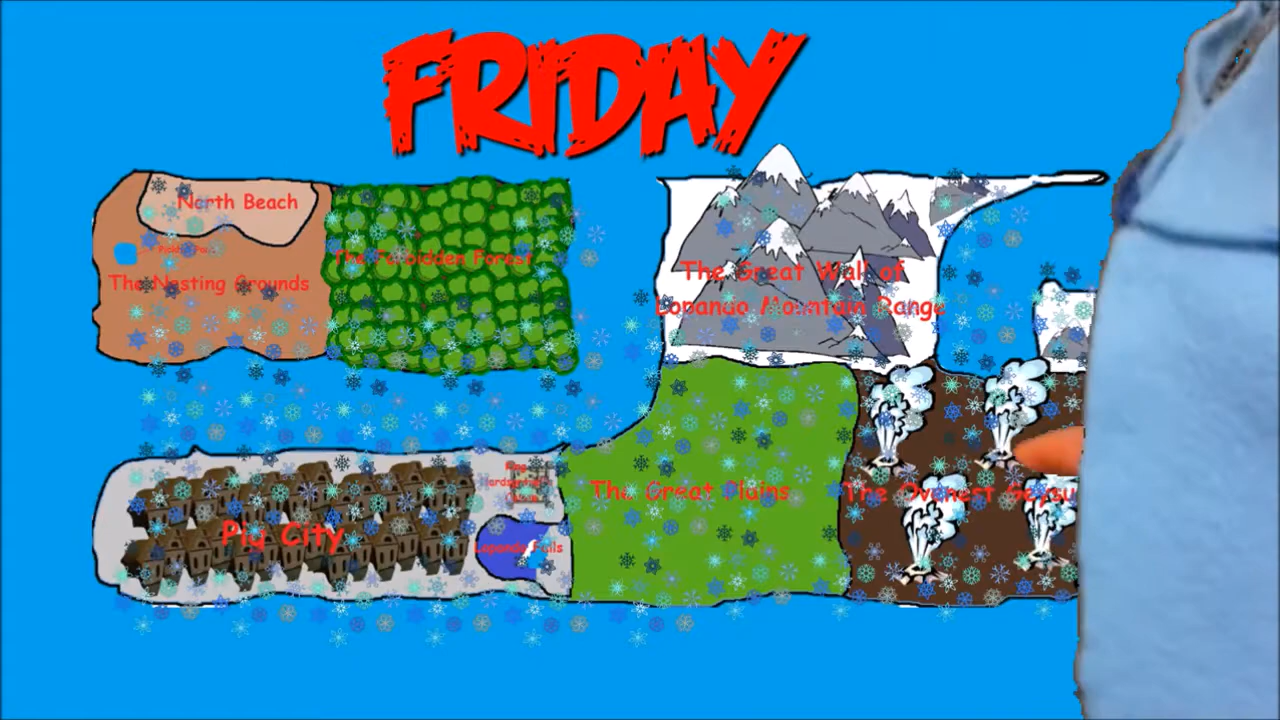 FRIDAY
North Beach
The Forbidden Forest
The Nesting Grounds
The Great Wall of
Lopando Mountain Range
The Great Plains
Pig City
Lopando Falls